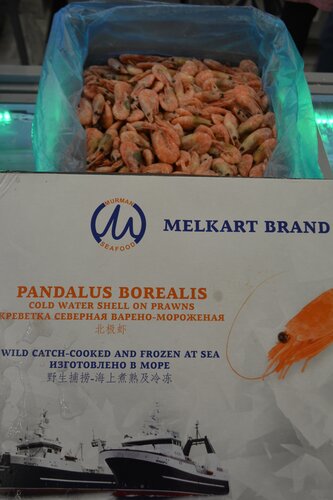 MURMAN
SEAFOOD
MELKART BRAND
PANDALUS BOREALIS
COLD WATER SHELL ON PRAWNS
КРЕВЕТКА СЕВЕРНАЯ ВАРЕНО-МОРОЖЕНАЯ
北极虾
WILD CATCH-COOKED AND FROZEN AT SEA
ИЗГОТОВЛЕНО В МОРЕ
野生捕捞-海上煮熟及冷冻